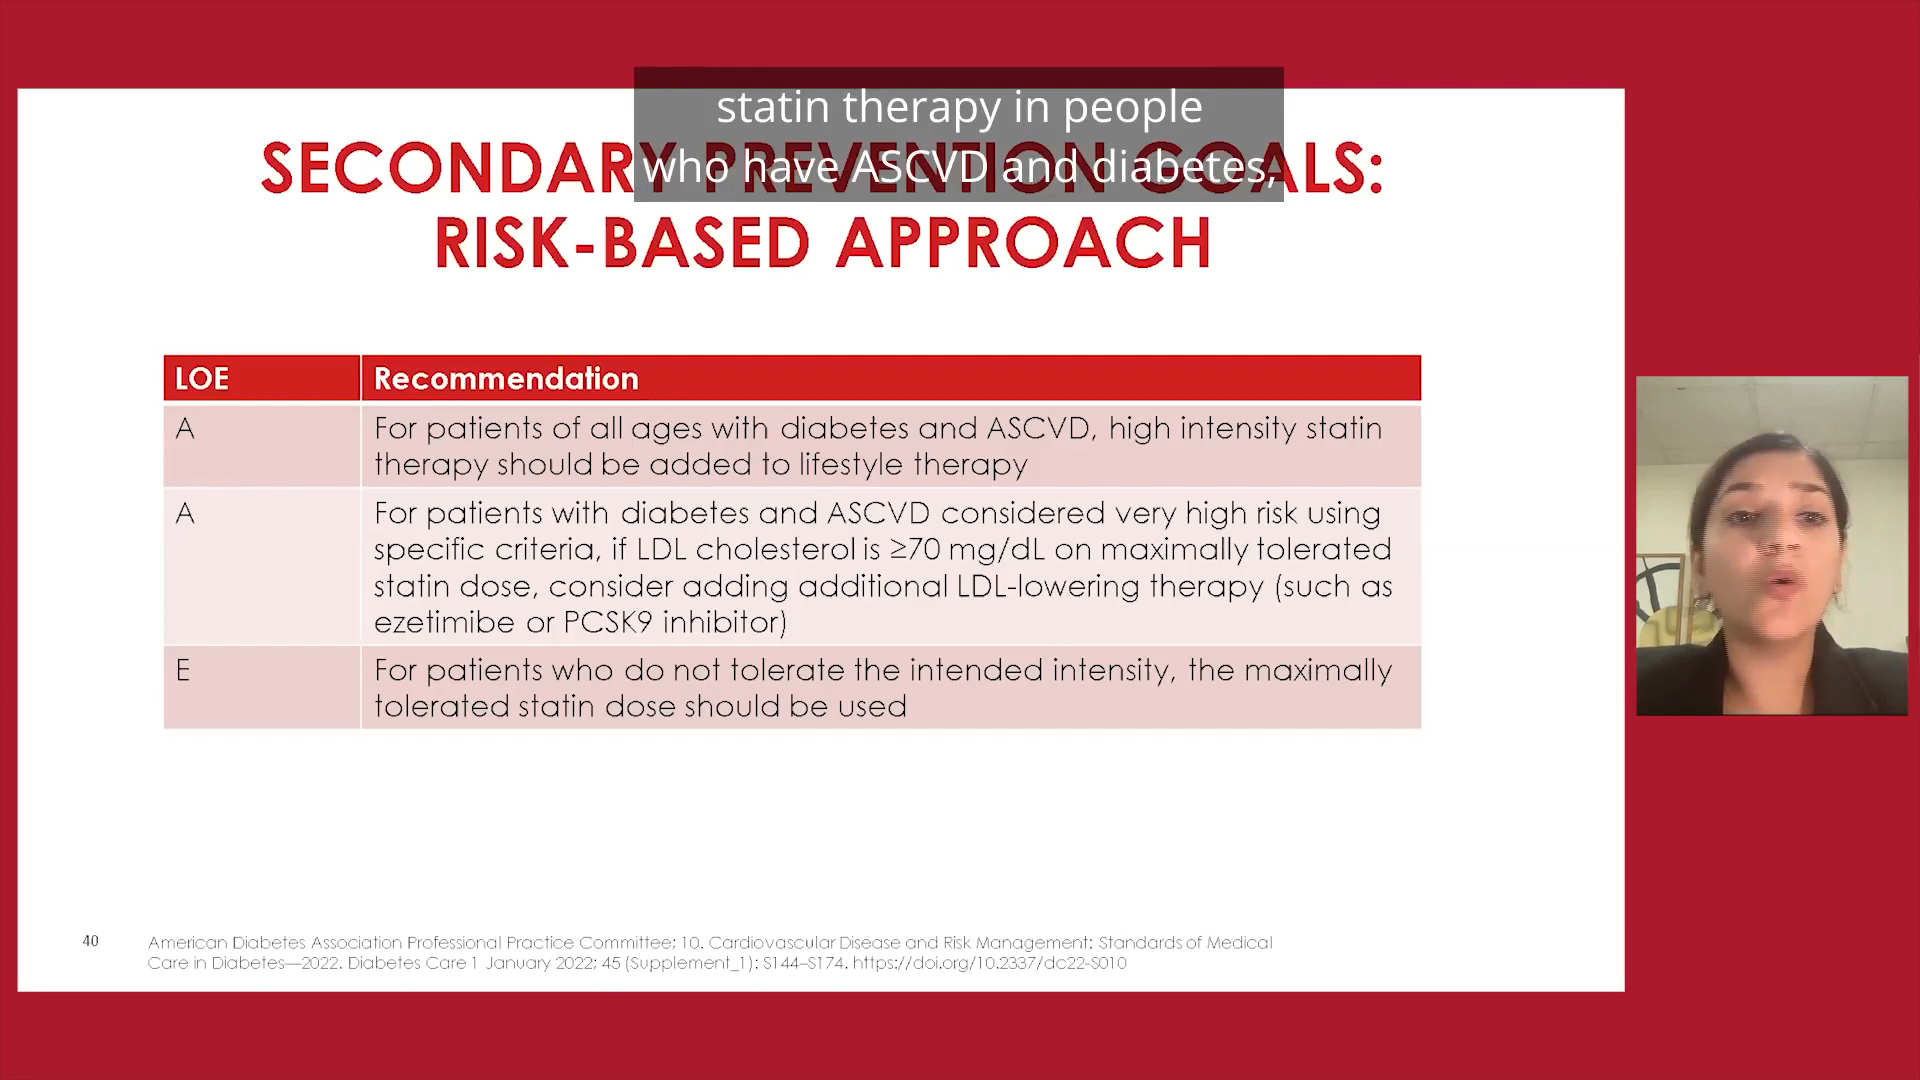 statin therapy in people
who have ASCVD and diabetes,
SECONDARY PREVENTION GOALS:
RISK-BASED APPROACH
LOE Recommendation
A For patients of all ages with diabetes and ASCVD, high intensity statin
therapy should be added to lifestyle therapy
A For patients with diabetes and ASCVD considered very high risk using
specific criteria, if LDL cholesterol is ≥70 mg/dL on maximally tolerated
statin dose, consider adding additional LDL-lowering therapy (such as
ezetimibe or PCSK9 inhibitor)
E For patients who do not tolerate the intended intensity, the maximally
tolerated statin dose should be used
40 American Diabetes Association Professional Practice Committee; 10. Cardiovascular Disease and Risk Management: Standards of Medical
Care in Diabetes—2022. Diabetes Care 1 January 2022; 45 (Supplement_1): S144–S174. https://doi.org/10.2337/dc22-S010